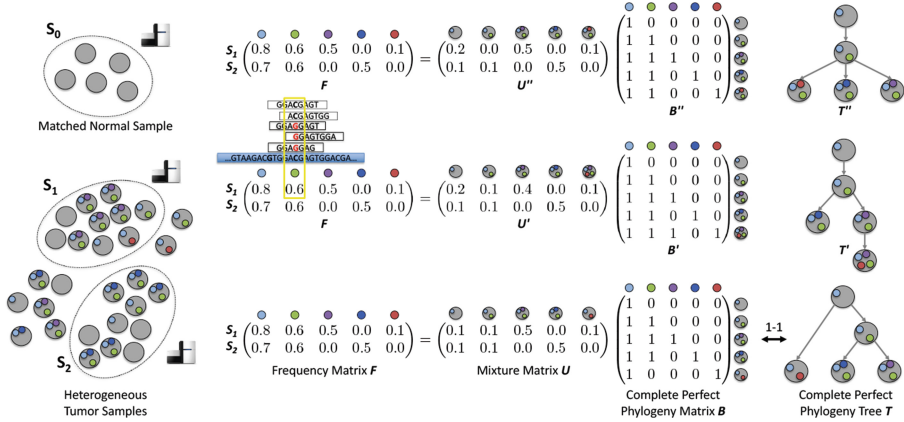 S0
Matched Normal Sample
S1 0.8 0.6 0.5 0.0 0.1 = 0.2 0.0 0.5 0.0 0.1
S2 0.7 0.6 0.0 0.5 0.0 0.1 0.1 0.0 0.5 0.0
F
U''
1 0 0 0 0
1 1 0 0 0
1 1 1 0 0
1 1 0 1 0
1 1 0 0 1
B''
T''
GGACGAGT
ACGAGTGG
GGAGGAGT
GGAGTGGA
GGAGGAG
...GTAAGACGTGGACGAGTGGACGA...
S1
S2
Heterogeneous
Tumor Samples
S1 0.8 0.6 0.5 0.0 0.1 = 0.2 0.1 0.4 0.0 0.1
S2 0.7 0.6 0.0 0.5 0.0 0.1 0.1 0.0 0.5 0.0
F
U'
1 0 0 0 0
1 1 0 0 0
1 1 1 0 0
1 1 0 1 0
1 1 1 0 1
B'
T'
S1 0.8 0.6 0.5 0.0 0.1 = 0.1 0.1 0.5 0.0 0.1
S2 0.7 0.6 0.0 0.5 0.0 0.1 0.1 0.0 0.5 0.0
Frequency Matrix F
Mixture Matrix U
1 0 0 0 0
1 1 0 0 0
1 1 1 0 0
1 1 0 1 0
1 0 0 0 1
Complete Perfect
Phylogeny Matrix B
1-1
Complete Perfect
Phylogeny Tree T